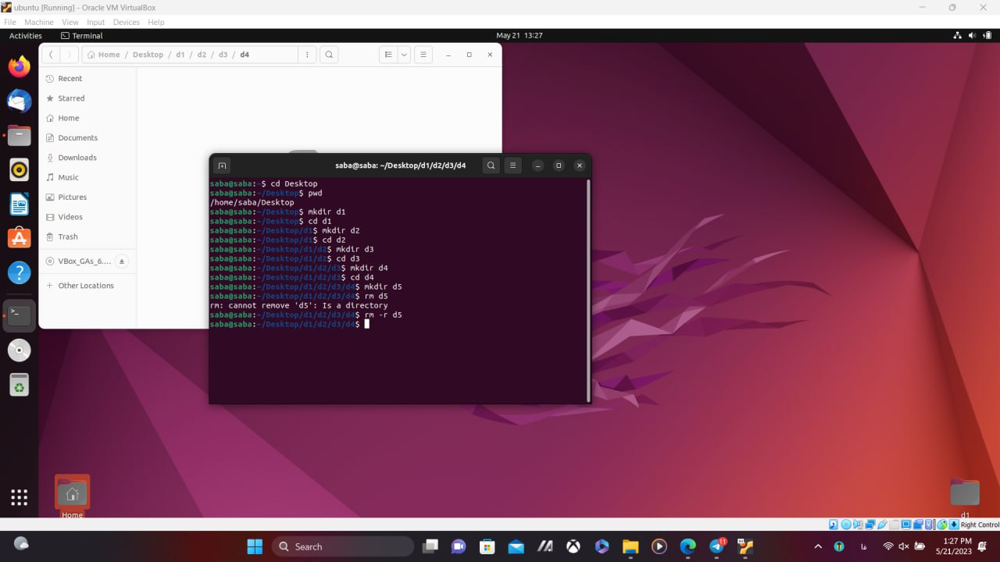 ubuntu [Running] - Oracle VM VirtualBox
File Machine View Input Devices Help
Activities Terminal May 21 13:27
Home / Desktop / d1 / d2 / d3 / d4
Recent
Starred
Home
Documents
Downloads
Music
Pictures
Videos
Trash
VBox_GAs_6....
Other Locations
saba@saba: ~/Desktop/d1/d2/d3/d4
saba@saba:~$ cd Desktop
saba@saba:~/Desktop$ pwd
/home/saba/Desktop
saba@saba:~/Desktop$ mkdir d1
saba@saba:~/Desktop$ cd d1
saba@saba:~/Desktop/d1$ mkdir d2
saba@saba:~/Desktop/d1$ cd d2
saba@saba:~/Desktop/d1/d2$ mkdir d3
saba@saba:~/Desktop/d1/d2$ cd d3
saba@saba:~/Desktop/d1/d2/d3$ mkdir d4
saba@saba:~/Desktop/d1/d2/d3$ cd d4
saba@saba:~/Desktop/d1/d2/d3/d4$ mkdir d5
saba@saba:~/Desktop/d1/d2/d3/d4$ rm d5
rm: cannot remove 'd5': Is a directory
saba@saba:~/Desktop/d1/d2/d3/d4$ rm -r d5
saba@saba:~/Desktop/d1/d2/d3/d4$
Home
d1
Right Control
Search
11
فا
1:27 PM
5/21/2023